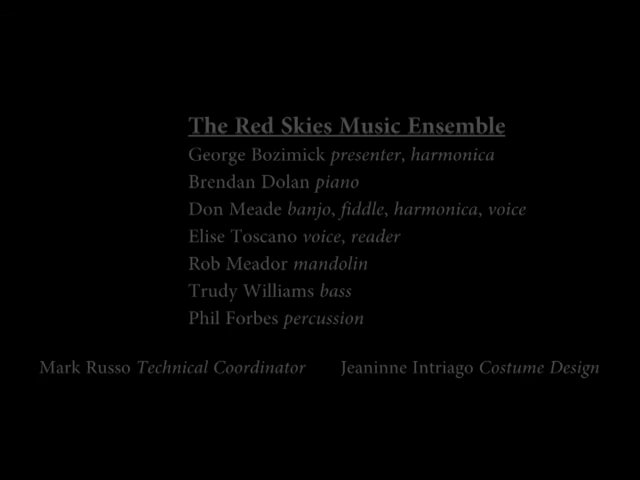 The Red Skies Music Ensemble
George Bozimick presenter, harmonica
Brendan Dolan piano
Don Meade banjo, fiddle, harmonica, voice
Elise Toscano voice, reader
Rob Meador mandolin
Trudy Williams bass
Phil Forbes percussion
Mark Russo Technical Coordinator Jeaninne Intriago Costume Design